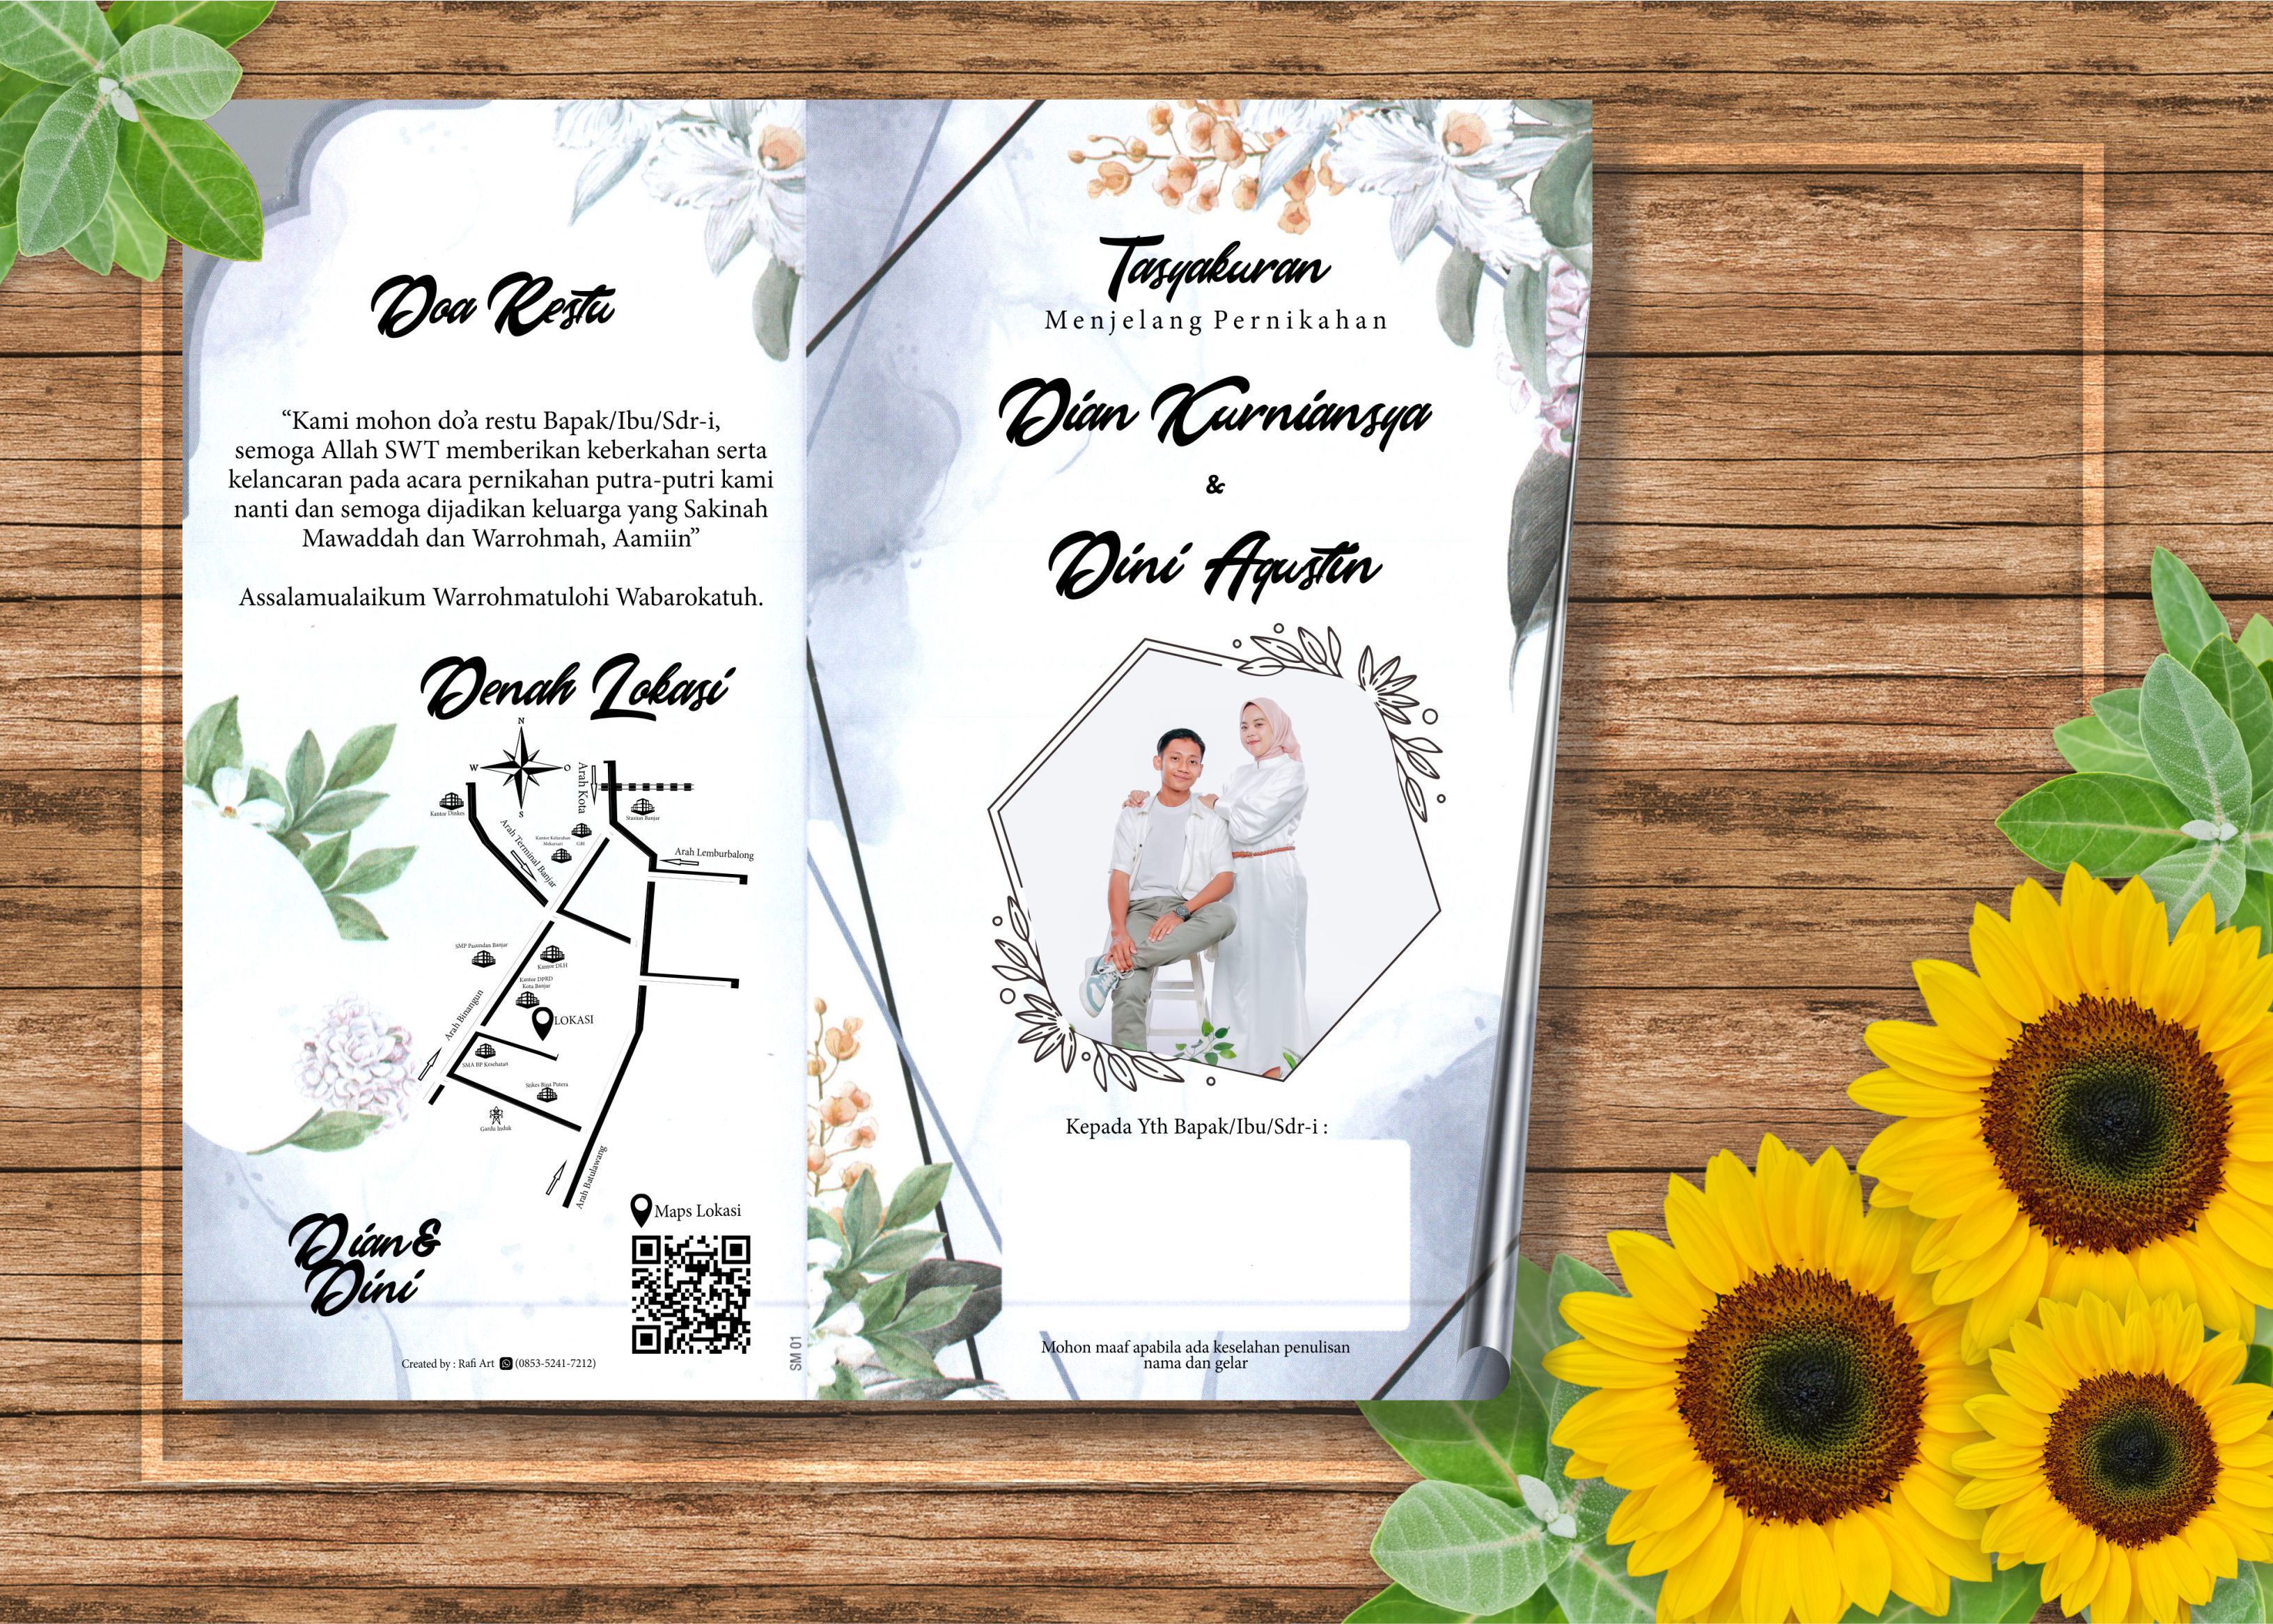 Doa Restu
“Kami mohon do’a restu Bapak/Ibu/Sdr-i,
semoga Allah SWT memberikan keberkahan serta
kelancaran pada acara pernikahan putra-putri kami
nanti dan semoga dijadikan keluarga yang Sakinah
Mawaddah dan Warrohmah, Aamiin”
Assalamualaikum Warrohmatulohi Wabarokatuh.
Denah Lokasi
N
W
O
S
Arah Kota
Kantor Dinkes
Stasiun Banjar
Arah Terminal Banjar
Kantor Kelurahan
Mekarsari
GBI
Arah Lemburbalong
SMP Pasundan Banjar
Kantor DLH
Kantor DPRD
Kota Banjar
Arah Binangun
LOKASI
SMA BP Kesehatan
Stikes Bina Putera
Gardu Induk
Arah Batulawang
Maps Lokasi
Dian &
Dini
Created by : Rafi Art (0853-5241-7212)
SM 01
Tasyakuran
Menjelang Pernikahan
Dian Kurniansya
&
Dini Agustin
Kepada Yth Bapak/Ibu/Sdr-i :
Mohon maaf apabila ada keselahan penulisan
nama dan gelar